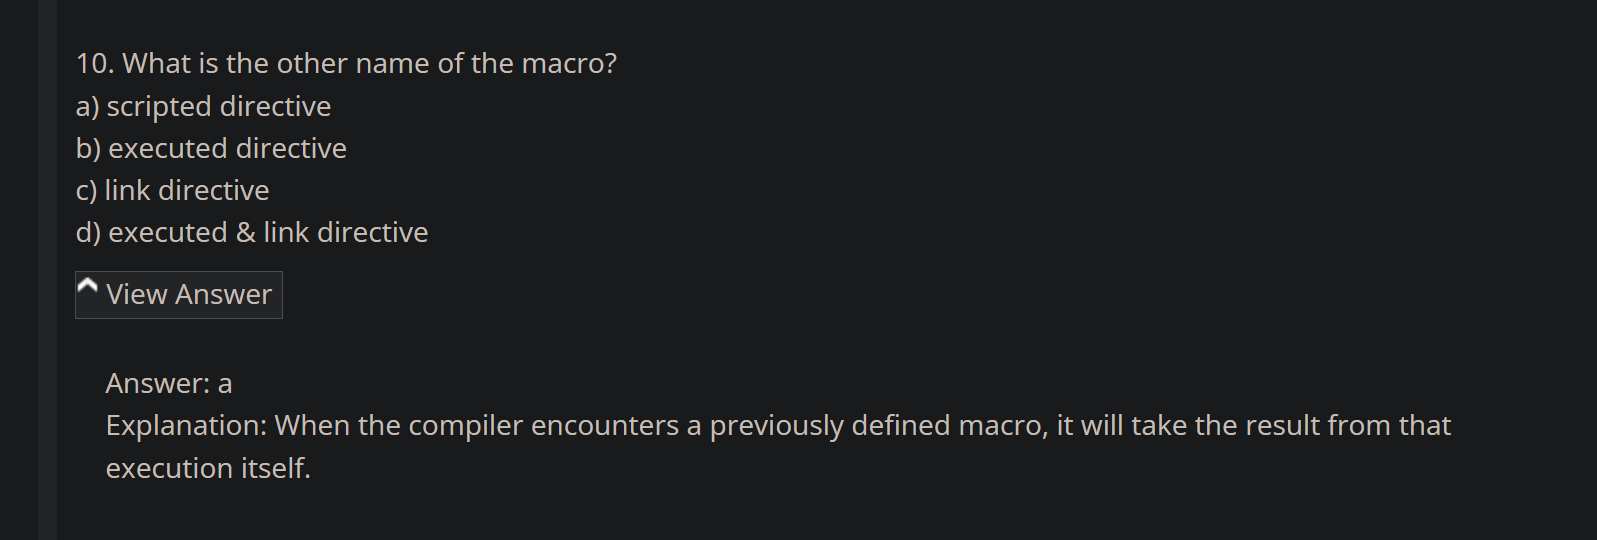 10. What is the other name of the macro?
a) scripted directive
b) executed directive
c) link directive
d) executed & link directive
View Answer
Answer: a
Explanation: When the compiler encounters a previously defined macro, it will take the result from that
execution itself.